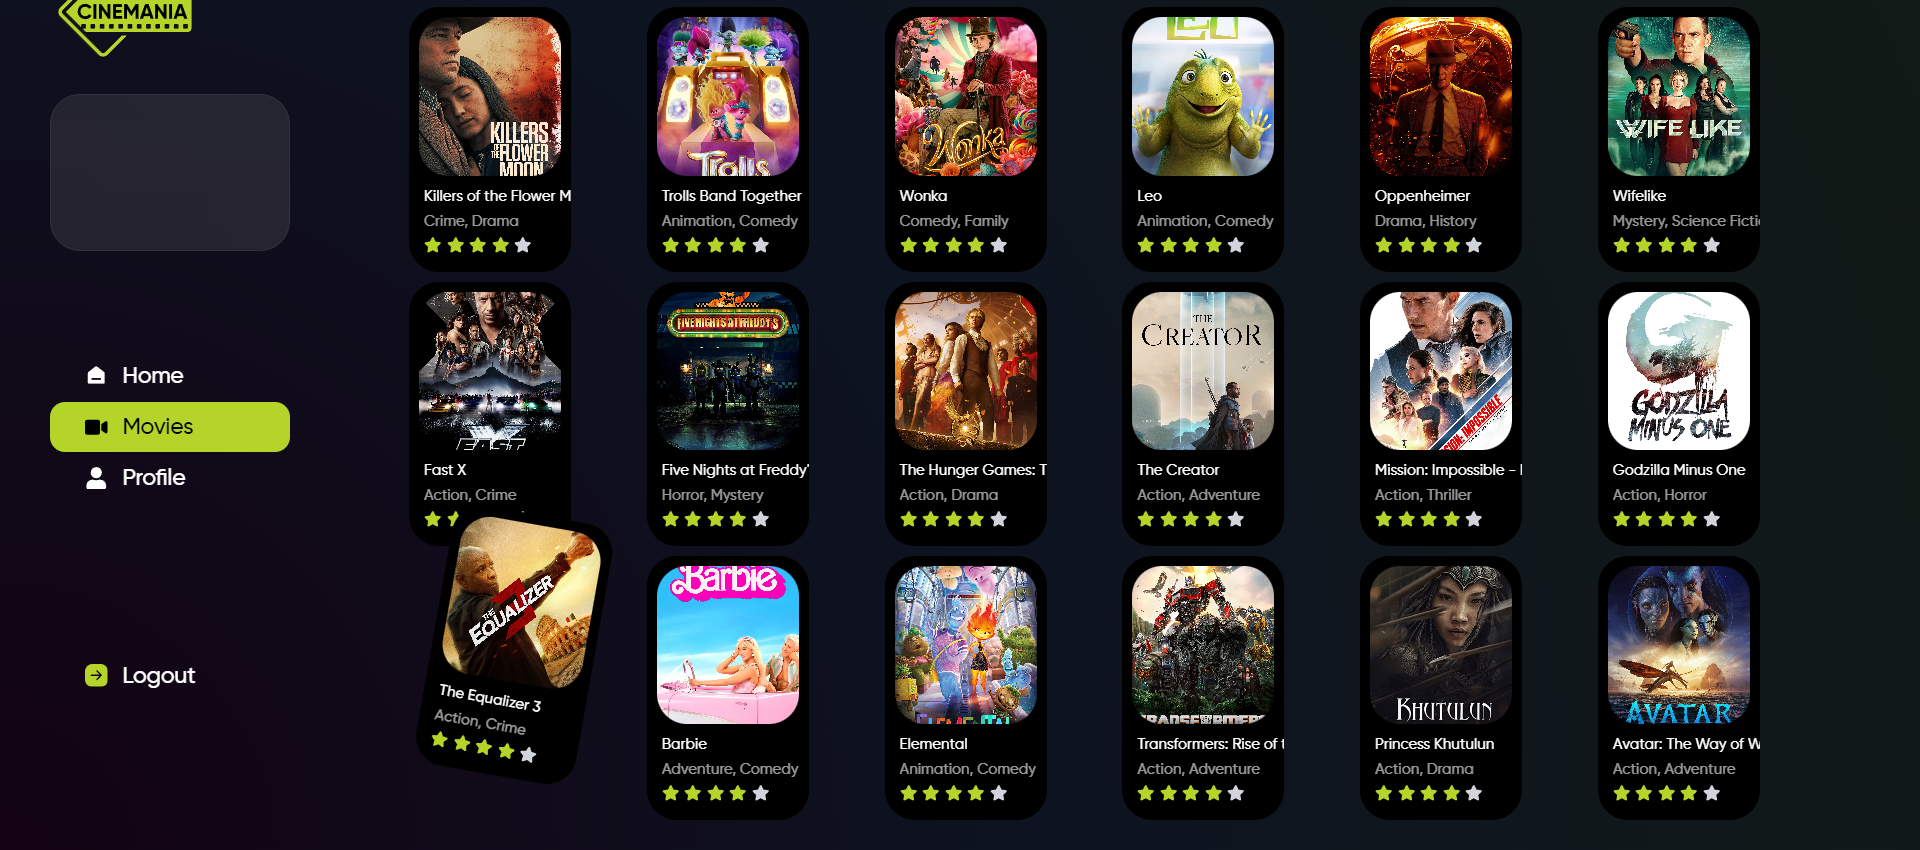 CINEMANIA
Home
Movies
Profile
Logout
KILLERS
OF THE FLOWER
MOON
Killers of the Flower M
Crime, Drama
Trolls
Trolls Band Together
Animation, Comedy
Wonka
Wonka
Comedy, Family
LEO
Leo
Animation, Comedy
Oppenheimer
Drama, History
WIFE LIKE
Wifelike
Mystery, Science Fictio
FAST
Fast X
Action, Crime
FIVE NIGHTS AT FREDDY'S
Five Nights at Freddy'
Horror, Mystery
The Hunger Games: T
Action, Drama
THE
CREATOR
The Creator
Action, Adventure
SION: IMPOSSIBLE
Mission: Impossible -
Action, Thriller
GODZILLA
MINUS ONE
Godzilla Minus One
Action, Horror
THE
EQUALIZER
3
The Equalizer 3
Action, Crime
Barbie
Barbie
Adventure, Comedy
ELEMENTAL
Elemental
Animation, Comedy
TRANSFORMERS
Transformers: Rise of t
Action, Adventure
KHUTULUN
Princess Khutulun
Action, Drama
AVATAR
Avatar: The Way of W
Action, Adventure